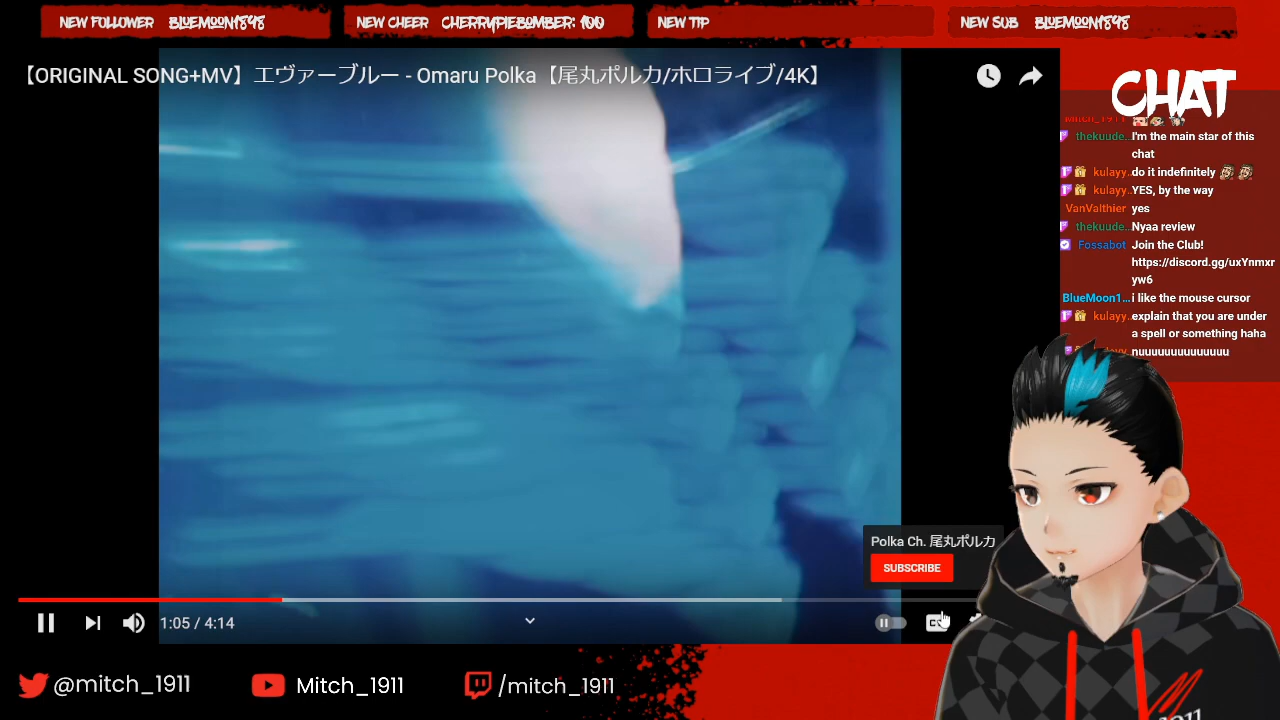 NEW FOLLOWER BLUEMOON1848
NEW CHEER CHERRYPIEBOMBER: 100
NEW TIP
NEW SUB BLUEMOON1848
【ORIGINAL SONG+MV】エヴァーブルー - Omaru Polka【尾丸ポルカ/ホロライブ/4K】
CHAT
Mitch_1911
thekuude.. I'm the main star of this
chat
kulayy.. do it indefinitely
kulayy.. YES, by the way
VanValthier yes
thekuude.. Nyaa review
Fossabot Join the Club!
https://discord.gg/uxYnmxr
yw6
BlueMoon1... i like the mouse cursor
kulayy.. explain that you are under
a spell or something haha
nuuuuuuuuuuuuuu
Polka Ch. 尾丸ポルカ
SUBSCRIBE
1:05 / 4:14
@mitch_1911
Mitch_1911
/mitch_1911